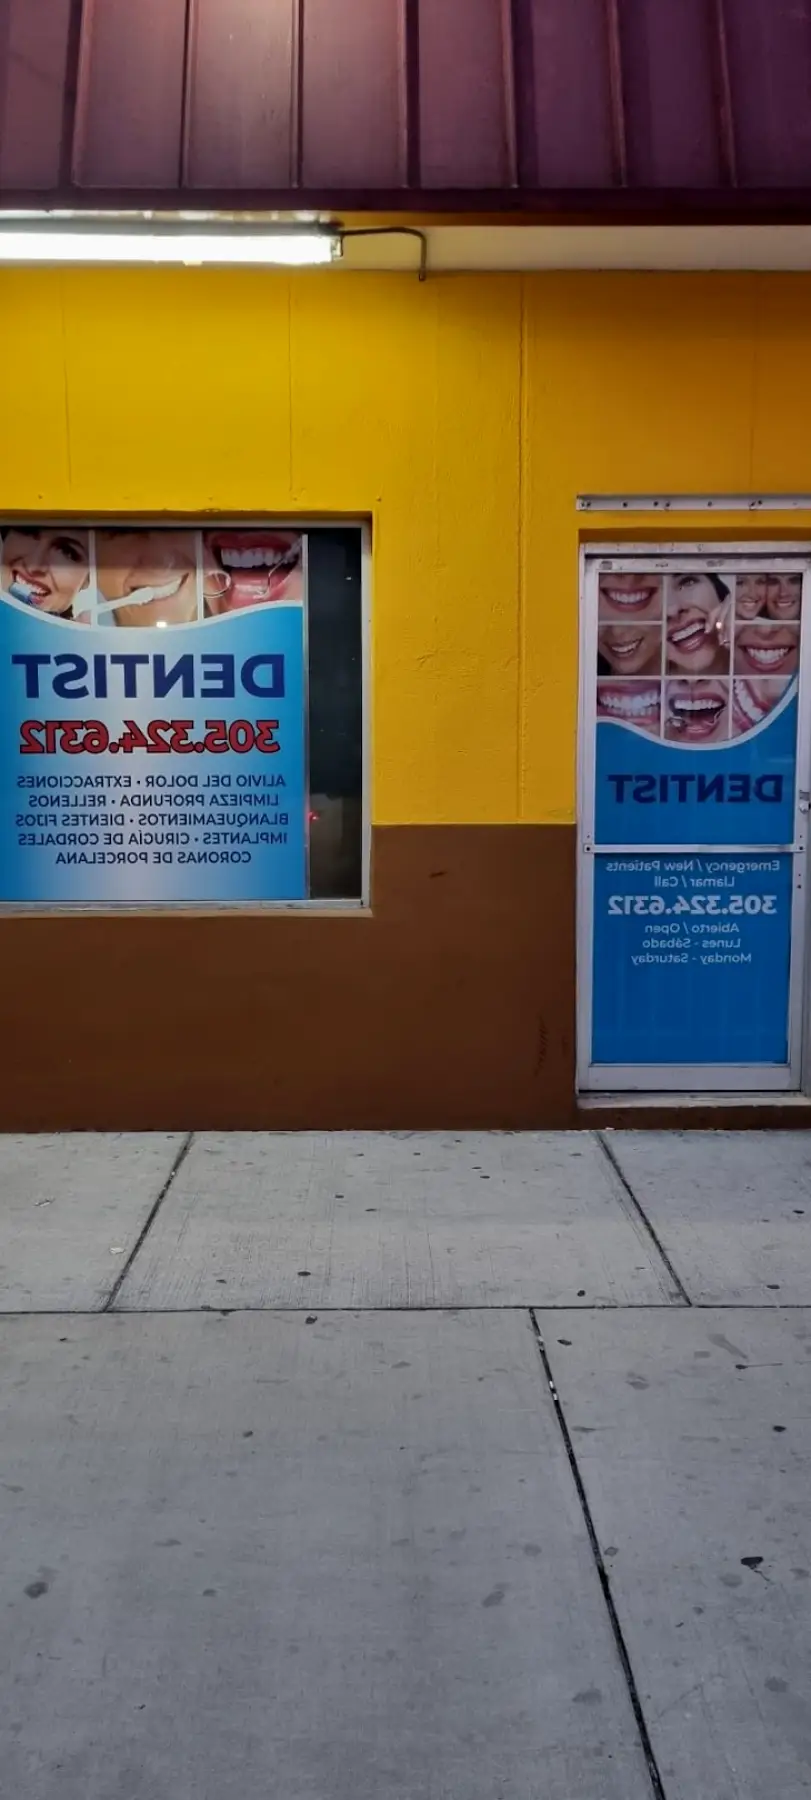 DENTIST
305.324.6312
ALIVIO DEL DOLOR • EXTRACCIONES
LIMPIEZA PROFUNDA • RELLENOS •
BLANQUEAMIENTOS • DIENTES FIJOS
IMPLANTES • CIRUGÍA DE CORDALES
CORONAS DE PORCELANA
DENTIST
Emergency / New Patients
Llamar / Call
305.324.6312
Abierto / Open
Lunes - Sábado
Monday - Saturday